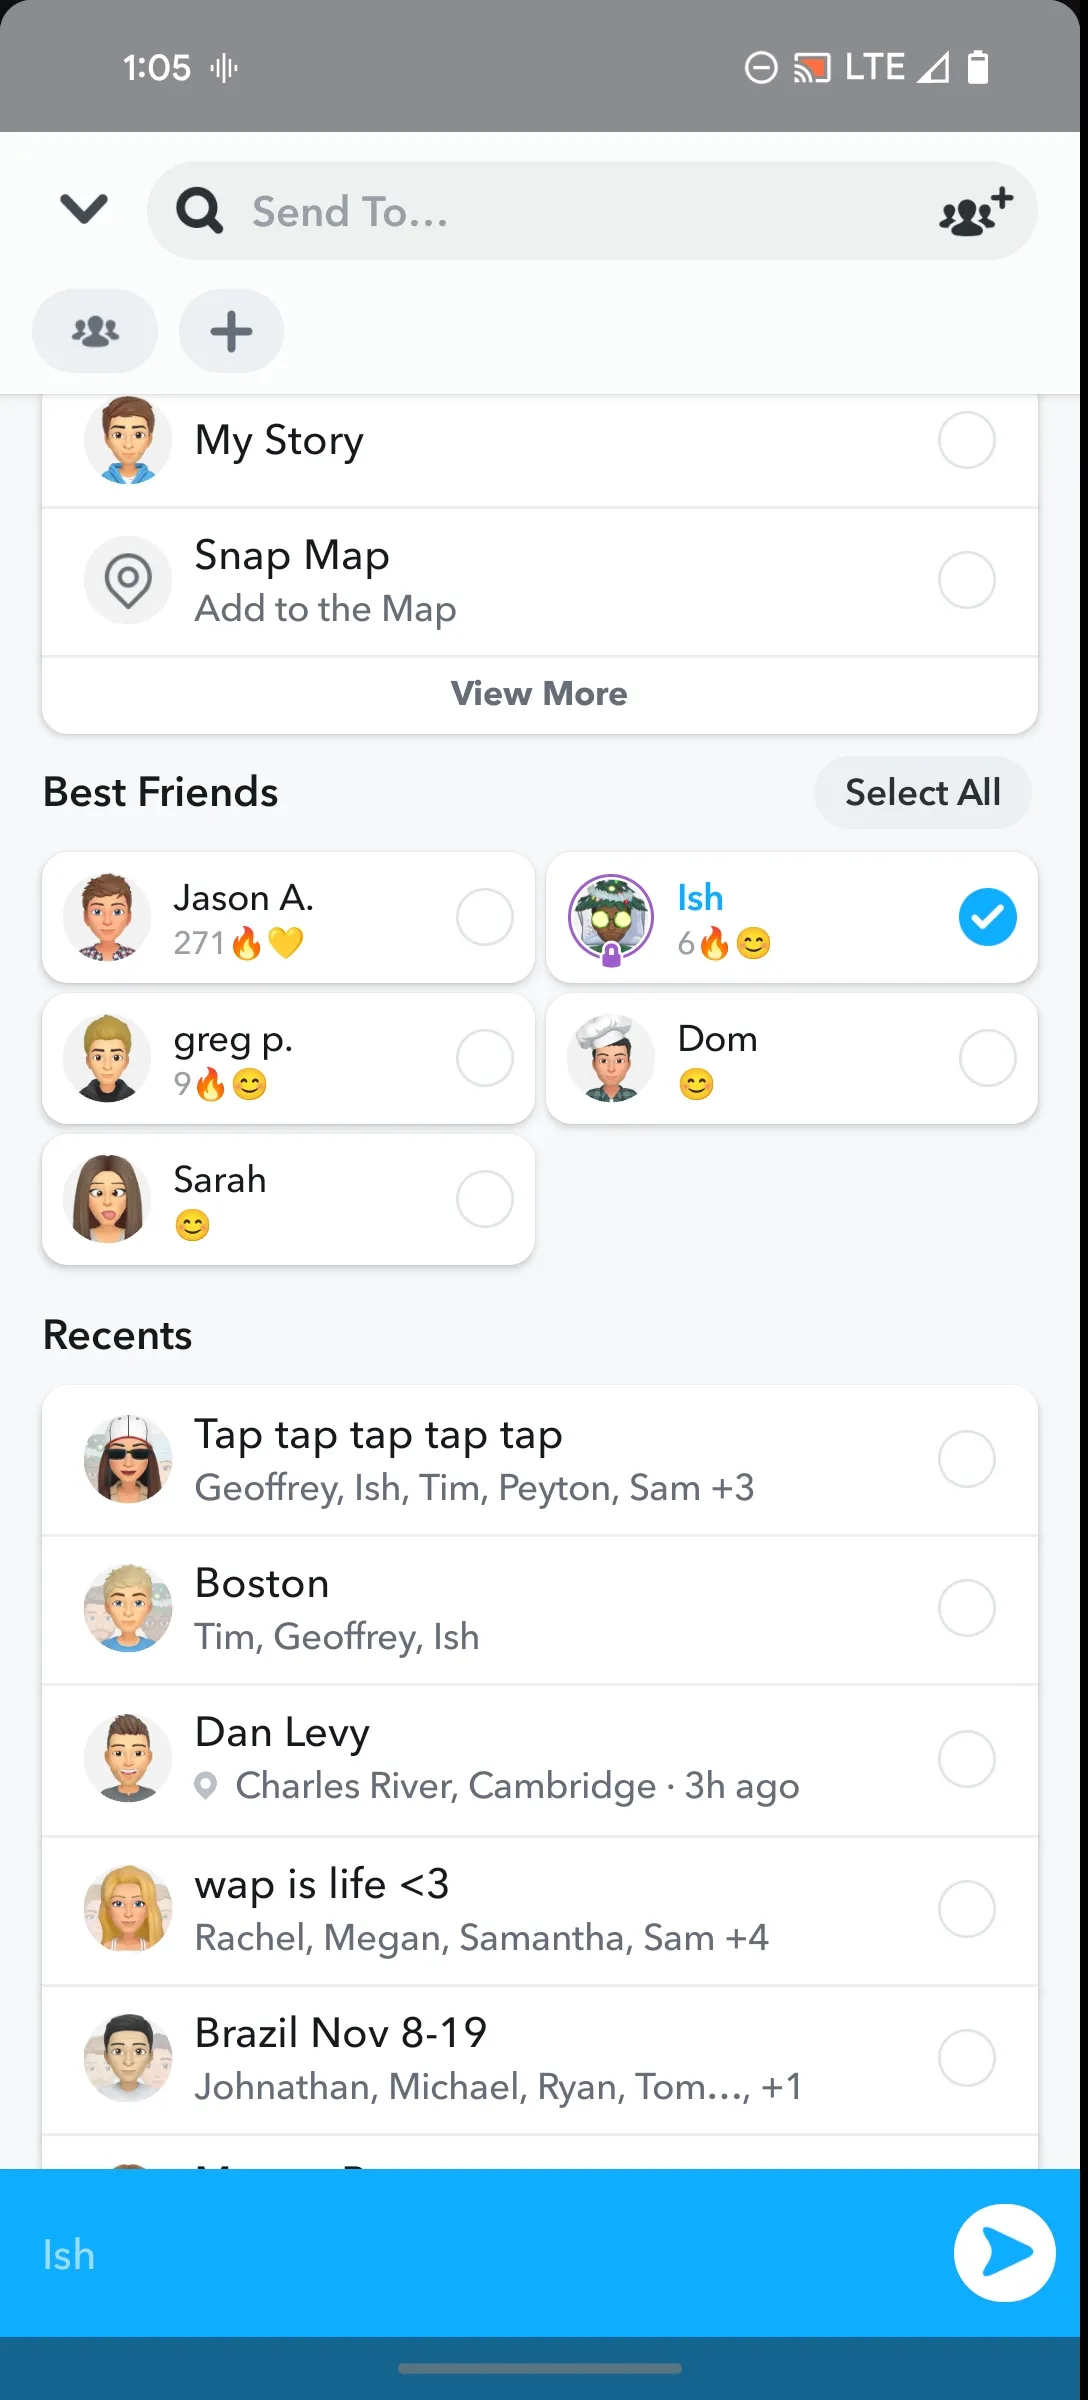 1:05 LTE
Send To...
My Story
Snap Map
Add to the Map
View More
Best Friends
Select All
Jason A.
271🔥💛
Ish
6🔥😊
greg p.
9🔥😊
Dom
😊
Sarah
😊
Recents
Tap tap tap tap tap
Geoffrey, Ish, Tim, Peyton, Sam +3
Boston
Tim, Geoffrey, Ish
Dan Levy
Charles River, Cambridge · 3h ago
wap is life <3
Rachel, Megan, Samantha, Sam +4
Brazil Nov 8-19
Johnathan, Michael, Ryan, Tom..., +1
Ish